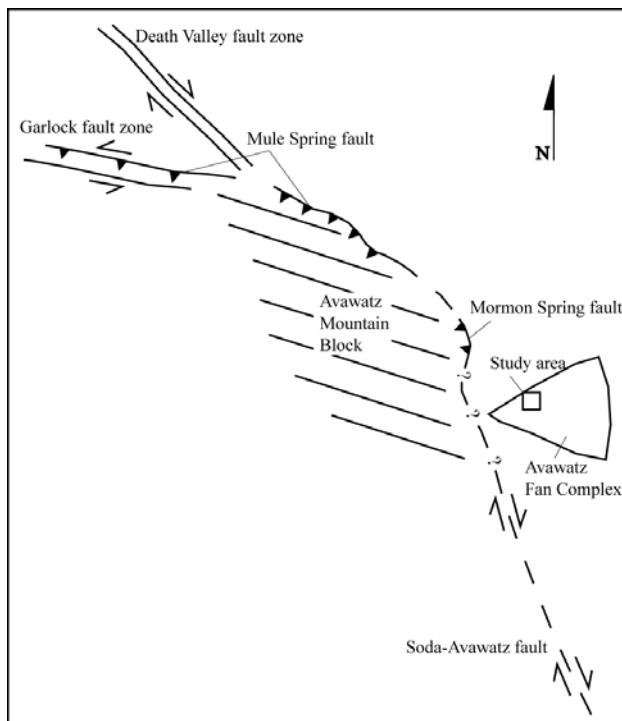 Death Valley fault zone
Garlock fault zone
Mule Spring fault
N
Avawatz
Mountain
Block
Mormon Spring fault
Study area
?
?
?
Avawatz
Fan Complex
Soda-Avawatz fault